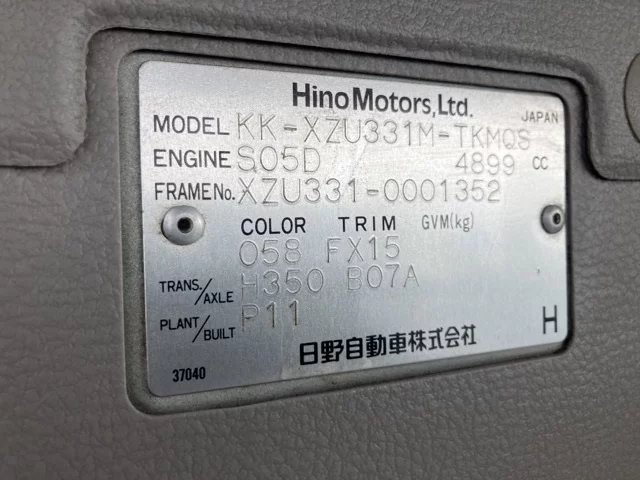 Hino Motors, Ltd.
JAPAN
MODEL KK-XZU331M-TKMQS
ENGINE S05D 4899 CC
FRAME No. XZU331-0001352
COLOR TRIM GVM(kg)
058 FX15
TRANS./AXLE H350 B07A
PLANT/BUILT P11
H
日野自動車株式会社
37040